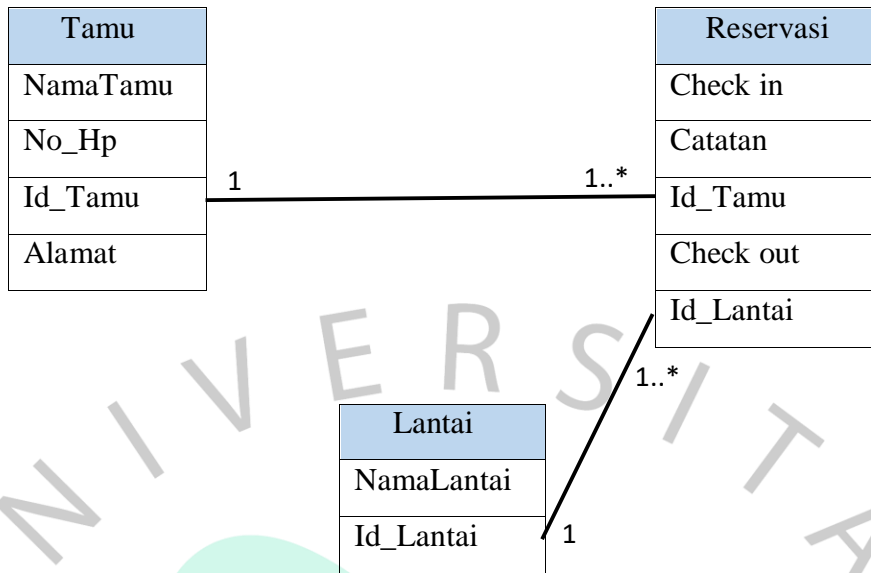 Tamu
NamaTamu
No_Hp
Id_Tamu
Alamat
1
1..*
Reservasi
Check in
Catatan
Id_Tamu
Check out
Id_Lantai
1..*
Lantai
NamaLantai
Id_Lantai
1
NIVERSITA